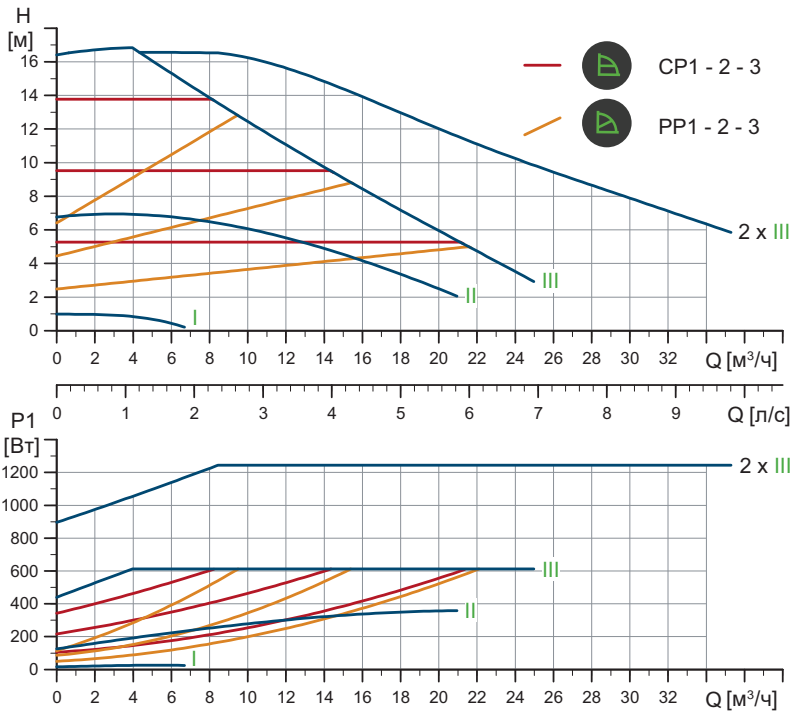 H
[м]
16
14
12
10
8
6
4
2
0
CP1 - 2 - 3
PP1 - 2 - 3
2 x III
III
II
I
0 2 4 6 8 10 12 14 16 18 20 22 24 26 28 30 32 Q [м³/ч]
0 1 2 3 4 5 6 7 8 9 Q [л/с]
P1
[Вт]
1200
1000
800
600
400
200
0
2 x III
III
II
I
0 2 4 6 8 10 12 14 16 18 20 22 24 26 28 30 32 Q [м³/ч]